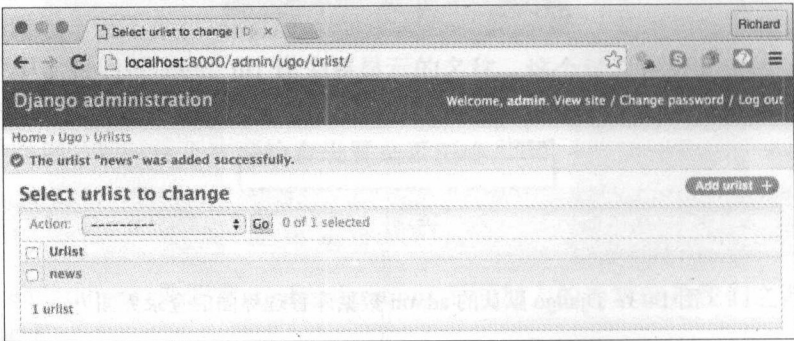 Select urlist to change | D
Richard
localhost:8000/admin/ugo/urlist/
Django administration
Welcome, admin. View site / Change password / Log out
Home › Ugo › Urlists
The urlist "news" was added successfully.
Select urlist to change
Add urlist +
Action: --------- Go 0 of 1 selected
Urlist
news
1 urlist